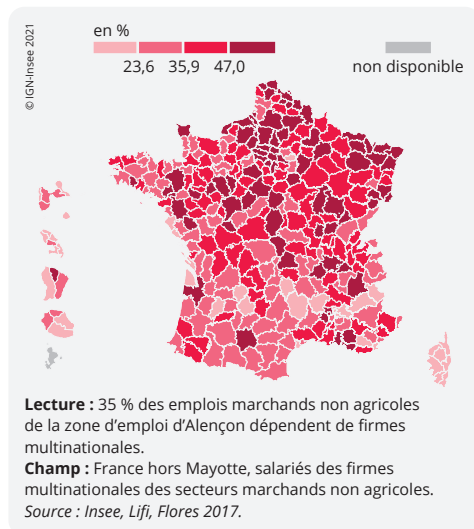 en %
23,6 35,9 47,0
non disponible
© IGN-Insee 2021
Lecture : 35 % des emplois marchands non agricoles
de la zone d’emploi d’Alençon dépendent de firmes
multinationales.
Champ : France hors Mayotte, salariés des firmes
multinationales des secteurs marchands non agricoles.
Source : Insee, Lifi, Flores 2017.